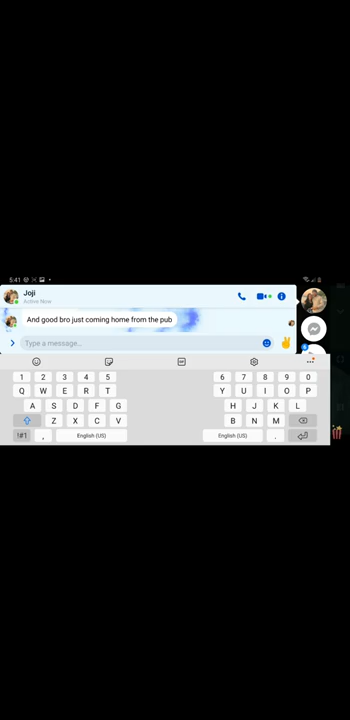 5:41
Joji
Active Now
And good bro just coming home from the pub
Type a message...
GIF
1 2 3 4 5 6 7 8 9 0
Q W E R T Y U I O P
A S D F G H J K L
Z X C V B N M
!#1 , English (US) English (US) .